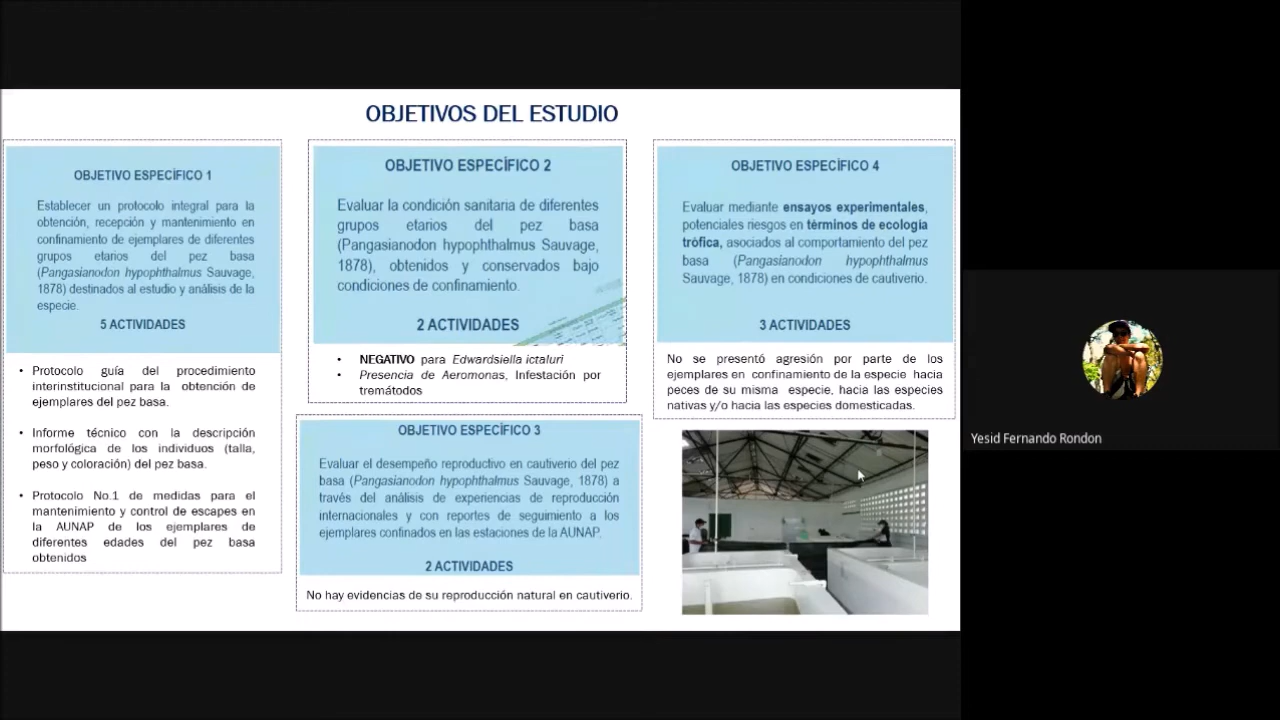 OBJETIVOS DEL ESTUDIO
OBJETIVO ESPECÍFICO 1
Establecer un protocolo integral para la
obtención, recepción y mantenimiento en
confinamiento de ejemplares de diferentes
grupos etarios del pez basa
(Pangasianodon hypophthalmus Sauvage,
1878) destinados al estudio y análisis de la
especie.
5 ACTIVIDADES
• Protocolo guía del procedimiento
interinstitucional para la obtención de
ejemplares del pez basa.
• Informe técnico con la descripción
morfológica de los individuos (talla,
peso y coloración) del pez basa.
• Protocolo No.1 de medidas para el
mantenimiento y control de escapes en
la AUNAP de los ejemplares de
diferentes edades del pez basa
obtenidos
OBJETIVO ESPECÍFICO 2
Evaluar la condición sanitaria de diferentes
grupos etarios del pez basa
(Pangasianodon hypophthalmus Sauvage,
1878), obtenidos y conservados bajo
condiciones de confinamiento.
2 ACTIVIDADES
• NEGATIVO para Edwardsiella ictaluri
• Presencia de Aeromonas, Infestación por
tremátodos
OBJETIVO ESPECÍFICO 3
Evaluar el desempeño reproductivo en cautiverio del pez
basa (Pangasianodon hypophthalmus Sauvage, 1878) a
través del análisis de experiencias de reproducción
internacionales y con reportes de seguimiento a los
ejemplares confinados en las estaciones de la AUNAP.
2 ACTIVIDADES
No hay evidencias de su reproducción natural en cautiverio.
OBJETIVO ESPECÍFICO 4
Evaluar mediante ensayos experimentales,
potenciales riesgos en términos de ecología
trófica, asociados al comportamiento del pez
basa (Pangasianodon hypophthalmus
Sauvage, 1878) en condiciones de cautiverio.
3 ACTIVIDADES
No se presentó agresión por parte de los
ejemplares en confinamiento de la especie hacia
peces de su misma especie, hacia las especies
nativas y/o hacia las especies domesticadas.
Yesid Fernando Rondon